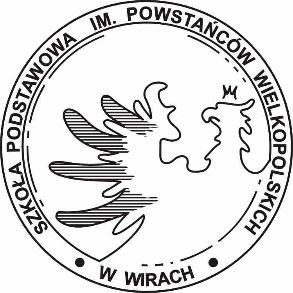 SZKOŁA PODSTAWOWA IM. POWSTAŃCÓW WIELKOPOLSKICH
• W WIRACH •